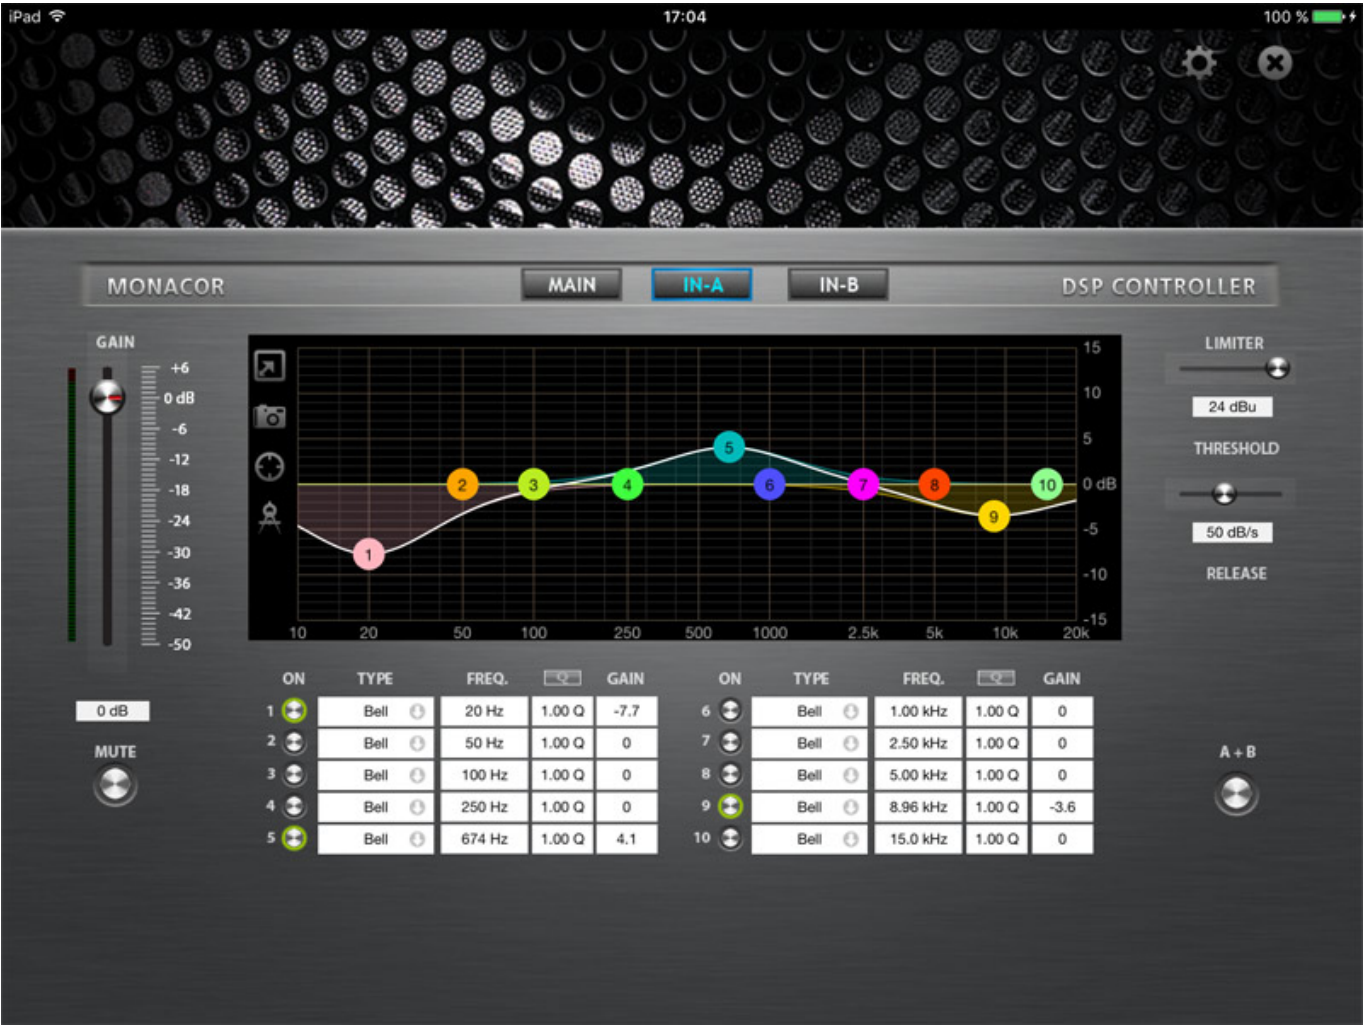 iPad 17:04 100 %
MONACOR MAIN IN-A IN-B DSP CONTROLLER
GAIN
+6
0 dB
-6
-12
-18
-24
-30
-36
-42
-50
0 dB
MUTE
15
10
5
0 dB
-5
-10
-15
1 2 3 4 5 6 7 8 9 10
10 20 50 100 250 500 1000 2.5k 5k 10k 20k
LIMITER
24 dBu
THRESHOLD
50 dB/s
RELEASE
A + B
ON TYPE FREQ. Q GAIN
1 Bell 20 Hz 1.00 Q -7.7
2 Bell 50 Hz 1.00 Q 0
3 Bell 100 Hz 1.00 Q 0
4 Bell 250 Hz 1.00 Q 0
5 Bell 674 Hz 1.00 Q 4.1
ON TYPE FREQ. Q GAIN
6 Bell 1.00 kHz 1.00 Q 0
7 Bell 2.50 kHz 1.00 Q 0
8 Bell 5.00 kHz 1.00 Q 0
9 Bell 8.96 kHz 1.00 Q -3.6
10 Bell 15.0 kHz 1.00 Q 0